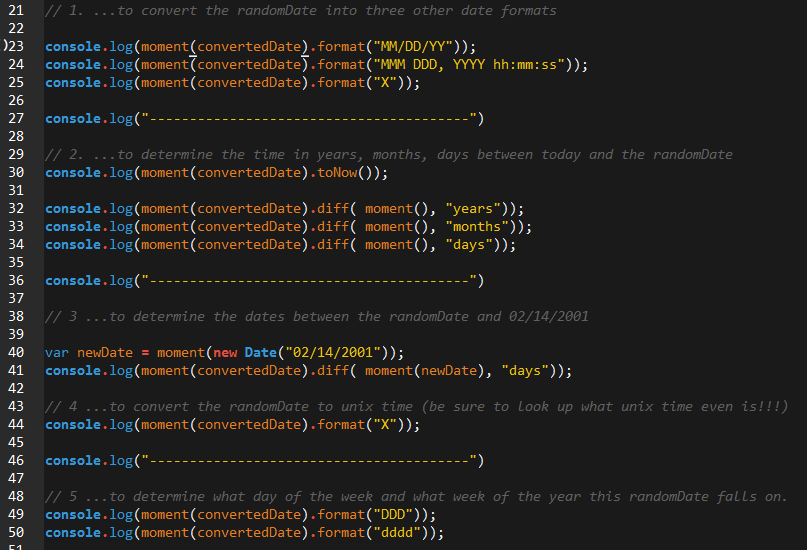 21 // 1. ...to convert the randomDate into three other date formats
22
23 console.log(moment(convertedDate).format("MM/DD/YY"));
24 console.log(moment(convertedDate).format("MMM DDD, YYYY hh:mm:ss"));
25 console.log(moment(convertedDate).format("X"));
26
27 console.log("----------------------------------------")
28
29 // 2. ...to determine the time in years, months, days between today and the randomDate
30 console.log(moment(convertedDate).toNow());
31
32 console.log(moment(convertedDate).diff( moment(), "years"));
33 console.log(moment(convertedDate).diff( moment(), "months"));
34 console.log(moment(convertedDate).diff( moment(), "days"));
35
36 console.log("----------------------------------------")
37
38 // 3 ...to determine the dates between the randomDate and 02/14/2001
39
40 var newDate = moment(new Date("02/14/2001"));
41 console.log(moment(convertedDate).diff( moment(newDate), "days"));
42
43 // 4 ...to convert the randomDate to unix time (be sure to look up what unix time even is!!!)
44 console.log(moment(convertedDate).format("X"));
45
46 console.log("----------------------------------------")
47
48 // 5 ...to determine what day of the week and what week of the year this randomDate falls on.
49 console.log(moment(convertedDate).format("DDD"));
50 console.log(moment(convertedDate).format("dddd"));